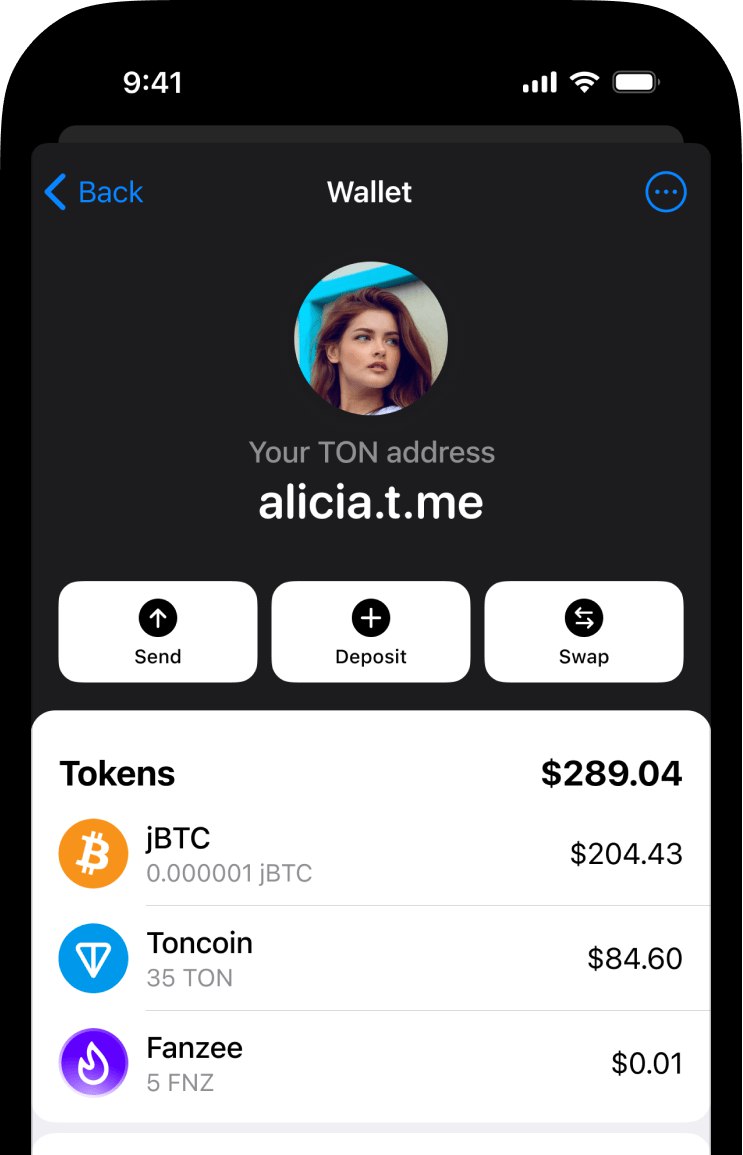 9:41
Back
Wallet
Your TON address
alicia.t.me
Send
Deposit
Swap
Tokens
$289.04
jBTC
0.000001 jBTC
$204.43
Toncoin
35 TON
$84.60
Fanzee
5 FNZ
$0.01